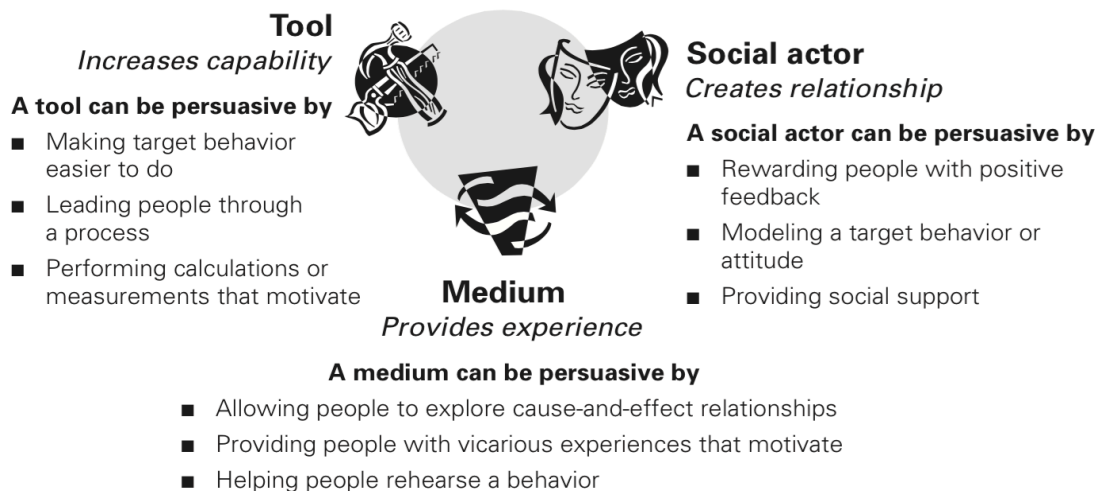 Tool
Increases capability
A tool can be persuasive by
■ Making target behavior
easier to do
■ Leading people through
a process
■ Performing calculations or
measurements that motivate
Social actor
Creates relationship
A social actor can be persuasive by
■ Rewarding people with positive
feedback
■ Modeling a target behavior or
attitude
■ Providing social support
Medium
Provides experience
A medium can be persuasive by
■ Allowing people to explore cause-and-effect relationships
■ Providing people with vicarious experiences that motivate
■ Helping people rehearse a behavior